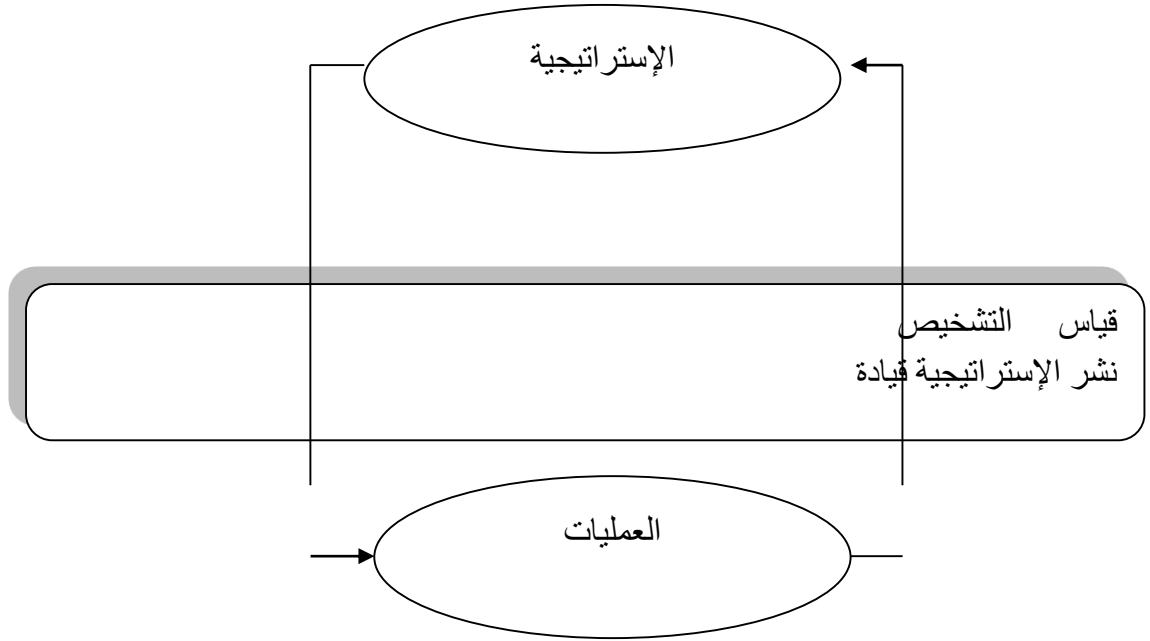 الإستراتيجية
قياس التشخيص
نشر الإستراتيجية قيادة
العمليات